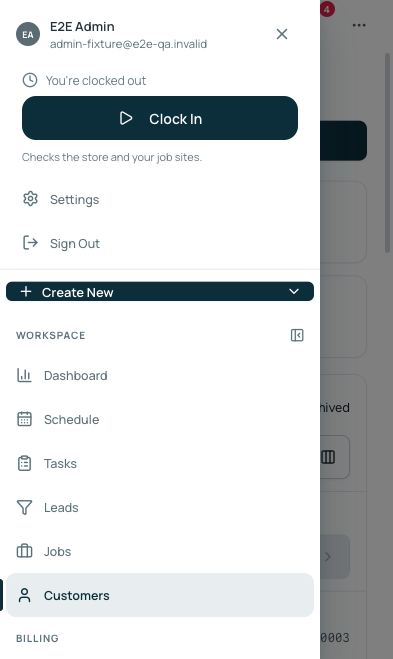 EA
E2E Admin
admin-fixture@e2e-qa.invalid
4
You're clocked out
Clock In
Checks the store and your job sites.
Settings
Sign Out
Create New
WORKSPACE
Dashboard
Schedule
Tasks
hived
Leads
Jobs
Customers
BILLING
0003